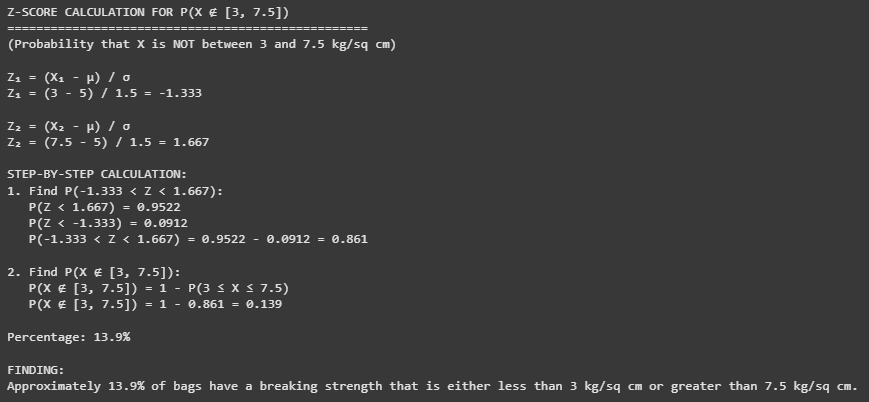 Z-SCORE CALCULATION FOR P(X ∉ [3, 7.5])
==================================================
(Probability that X is NOT between 3 and 7.5 kg/sq cm)
Z₁ = (X₁ - μ) / σ
Z₁ = (3 - 5) / 1.5 = -1.333
Z₂ = (X₂ - μ) / σ
Z₂ = (7.5 - 5) / 1.5 = 1.667
STEP-BY-STEP CALCULATION:
1. Find P(-1.333 < Z < 1.667):
P(Z < 1.667) = 0.9522
P(Z < -1.333) = 0.0912
P(-1.333 < Z < 1.667) = 0.9522 - 0.0912 = 0.861
2. Find P(X ∉ [3, 7.5]):
P(X ∉ [3, 7.5]) = 1 - P(3 ≤ X ≤ 7.5)
P(X ∉ [3, 7.5]) = 1 - 0.861 = 0.139
Percentage: 13.9%
FINDING:
Approximately 13.9% of bags have a breaking strength that is either less than 3 kg/sq cm or greater than 7.5 kg/sq cm.